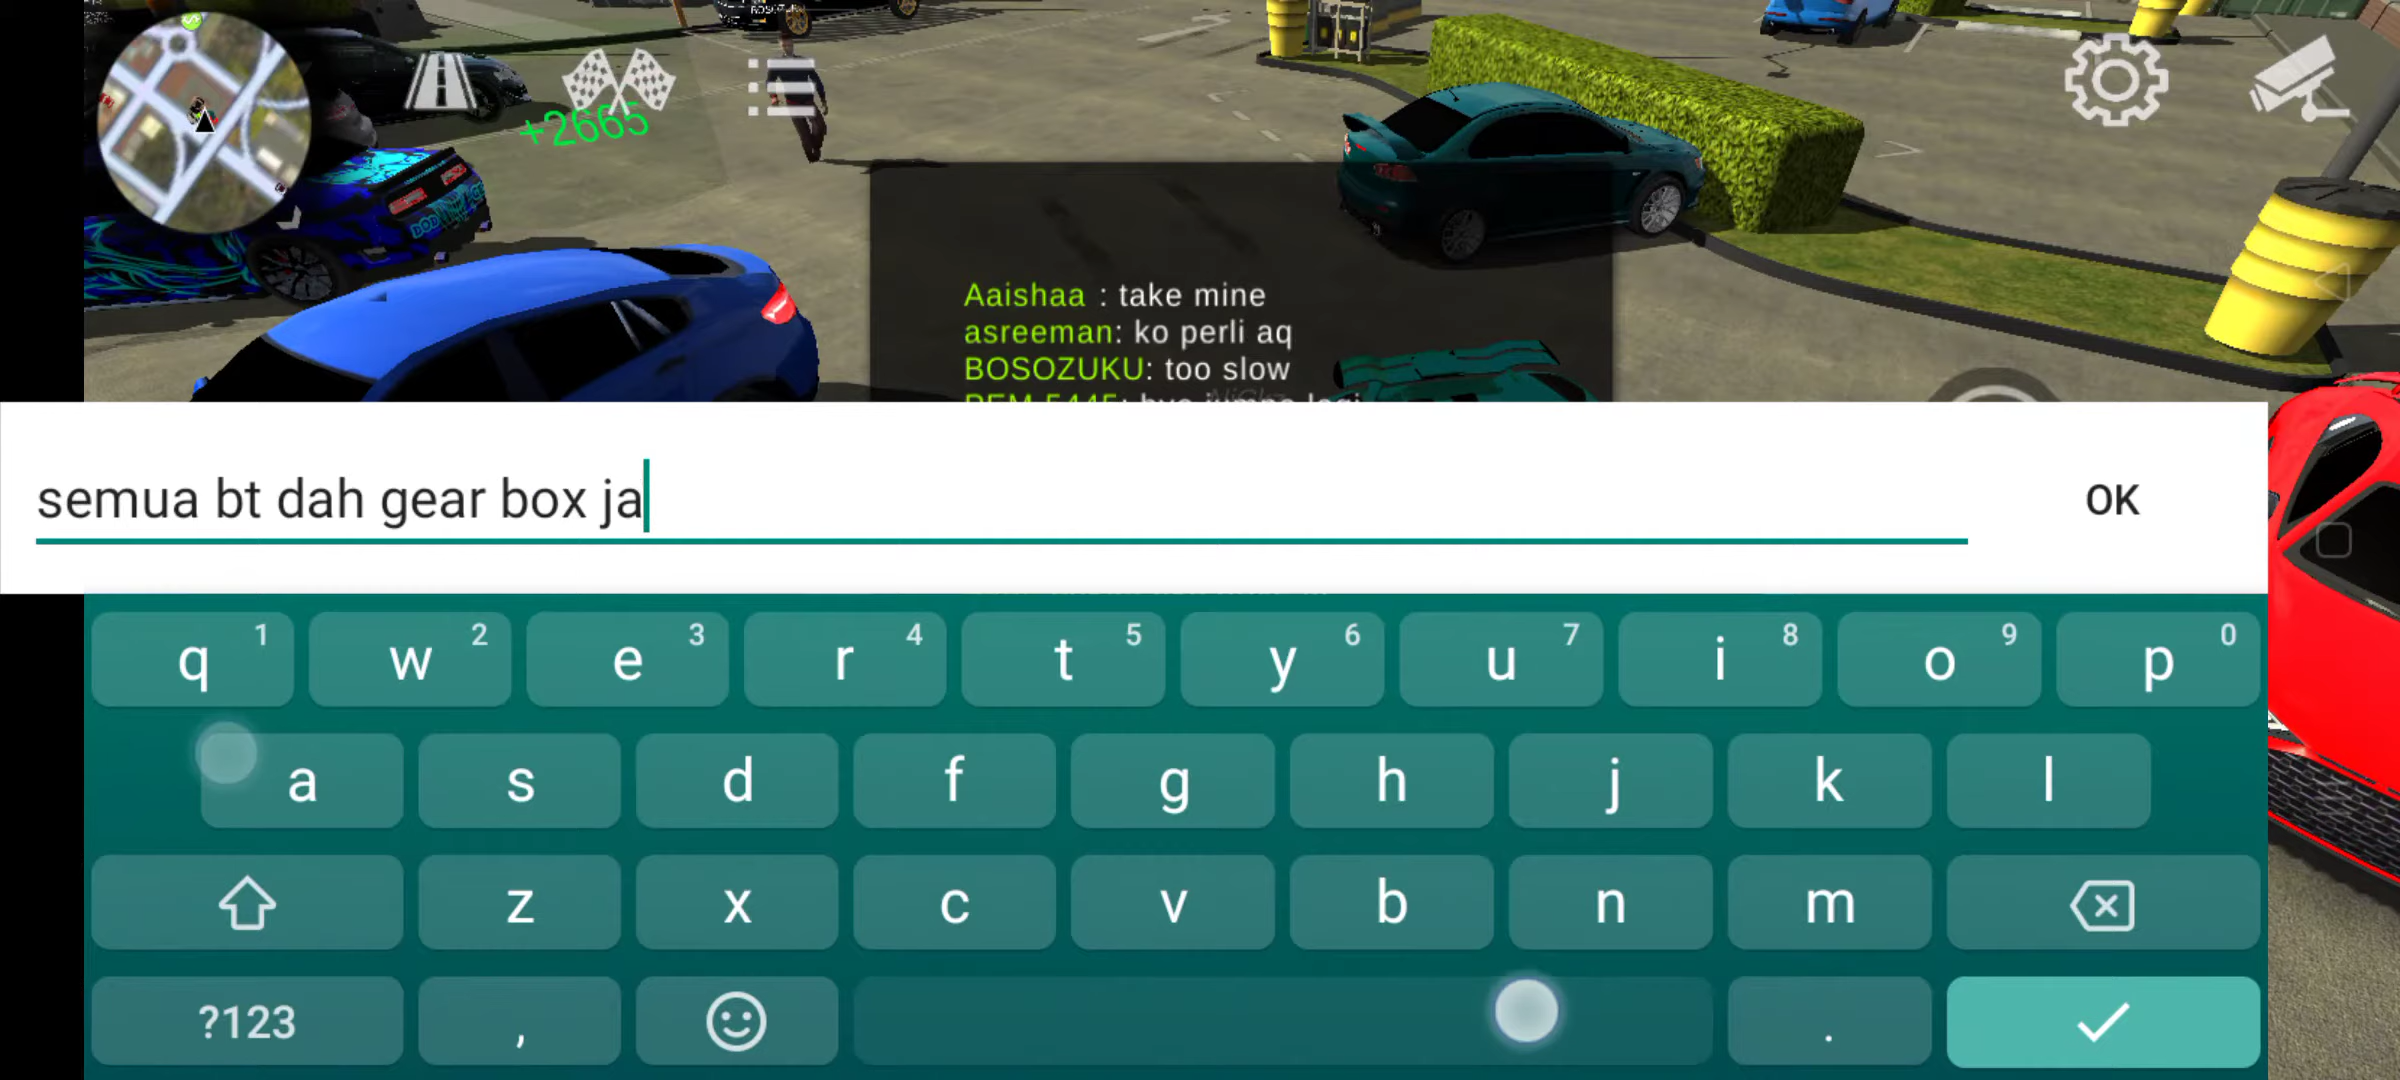 +2665
Aaishaa : take mine
asreeman: ko perli aq
BOSOZUKU: too slow
semua bt dah gear box ja
OK
q 1 w 2 e 3 r 4 t 5 y 6 u 7 i 8 o 9 p 0
a s d f g h j k l
z x c v b n m
?123 , .